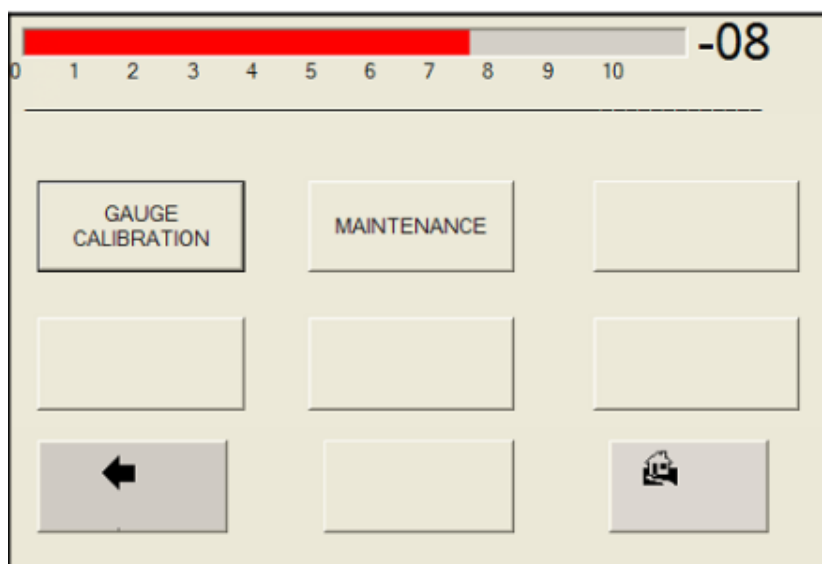 -08
0 1 2 3 4 5 6 7 8 9 10
GAUGE
CALIBRATION
MAINTENANCE